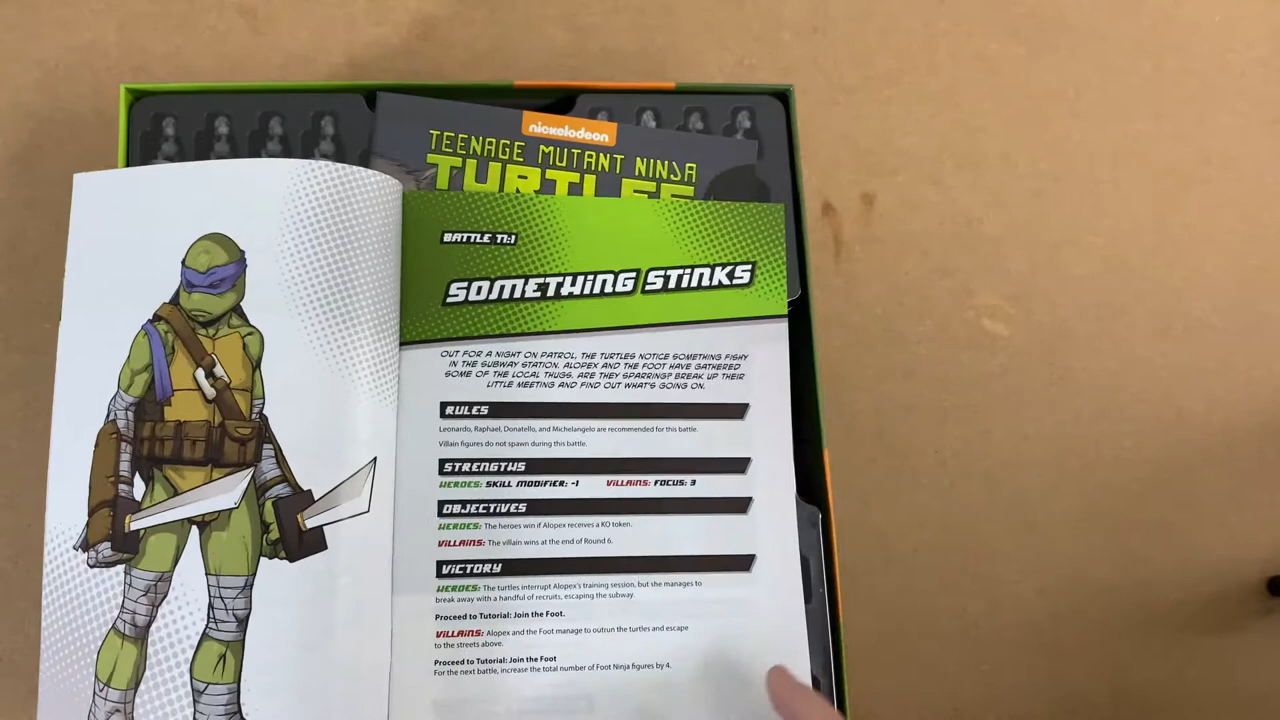 nickelodeon
TEENAGE MUTANT NINJA
TURTLES
BATTLE T1:1
SOMETHING STINKS
OUT FOR A NIGHT ON PATROL, THE TURTLES NOTICE SOMETHING FISHY
IN THE SUBWAY STATION. ALOPEX AND THE FOOT HAVE GATHERED
SOME OF THE LOCAL THUGS. ARE THEY SPARRING? BREAK UP THEIR
LITTLE MEETING AND FIND OUT WHAT'S GOING ON.
RULES
Leonardo, Raphael, Donatello, and Michelangelo are recommended for this battle.
Villain figures do not spawn during this battle.
STRENGTHS
HEROES: SKILL MODIFIER: -1 VILLAINS: FOCUS: 3
OBJECTIVES
HEROES: The heroes win if Alopex receives a KO token.
VILLAINS: The villain wins at the end of Round 6.
VICTORY
HEROES: The turtles interrupt Alopex's training session, but she manages to
break away with a handful of recruits, escaping the subway.
Proceed to Tutorial: Join the Foot.
VILLAINS: Alopex and the Foot manage to outrun the turtles and escape
to the streets above.
Proceed to Tutorial: Join the Foot
For the next battle, increase the total number of Foot Ninja figures by 4.